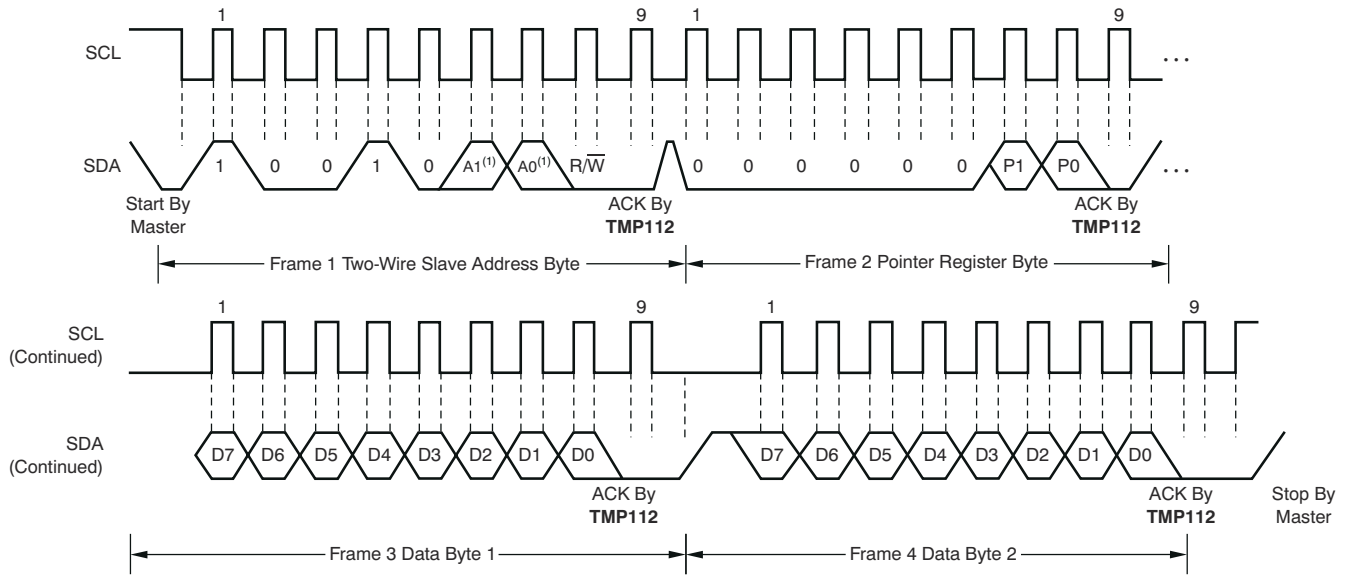 1 9 1 9
SCL ...
SDA 1 0 0 1 0 A1(1) A0(1) R/W 0 0 0 0 0 0 P1 P0 ...
Start By Master
ACK By TMP112
ACK By TMP112
Frame 1 Two-Wire Slave Address Byte
Frame 2 Pointer Register Byte
1 9 1 9
SCL (Continued)
SDA (Continued)
D7 D6 D5 D4 D3 D2 D1 D0 D7 D6 D5 D4 D3 D2 D1 D0
ACK By TMP112
ACK By TMP112
Stop By Master
Frame 3 Data Byte 1
Frame 4 Data Byte 2